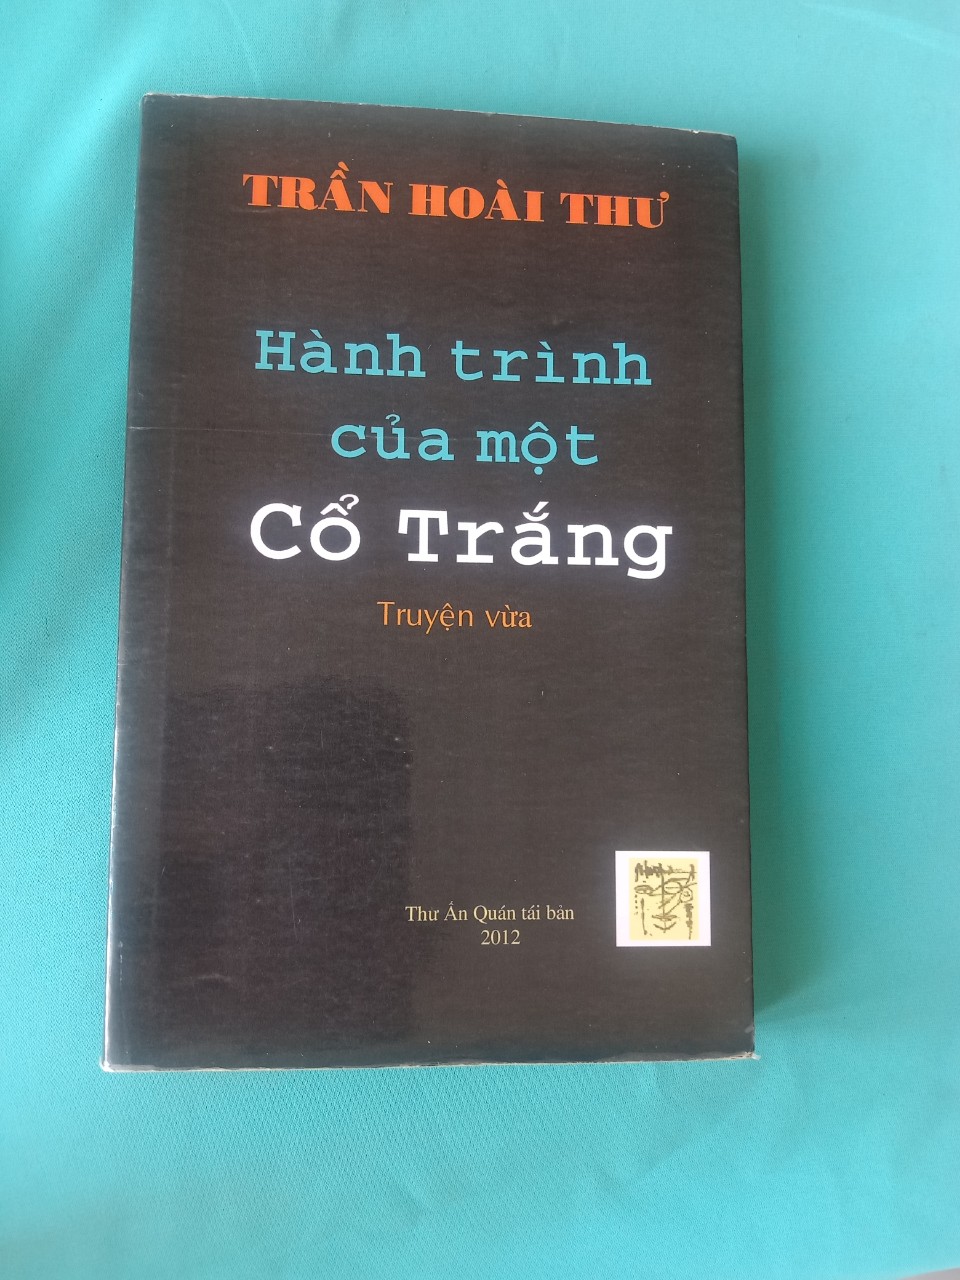 TRẦN HOÀI THƯ
Hành trình
của một
Cổ Trắng
Truyện vừa
Thư Ấn Quán tái bản
2012